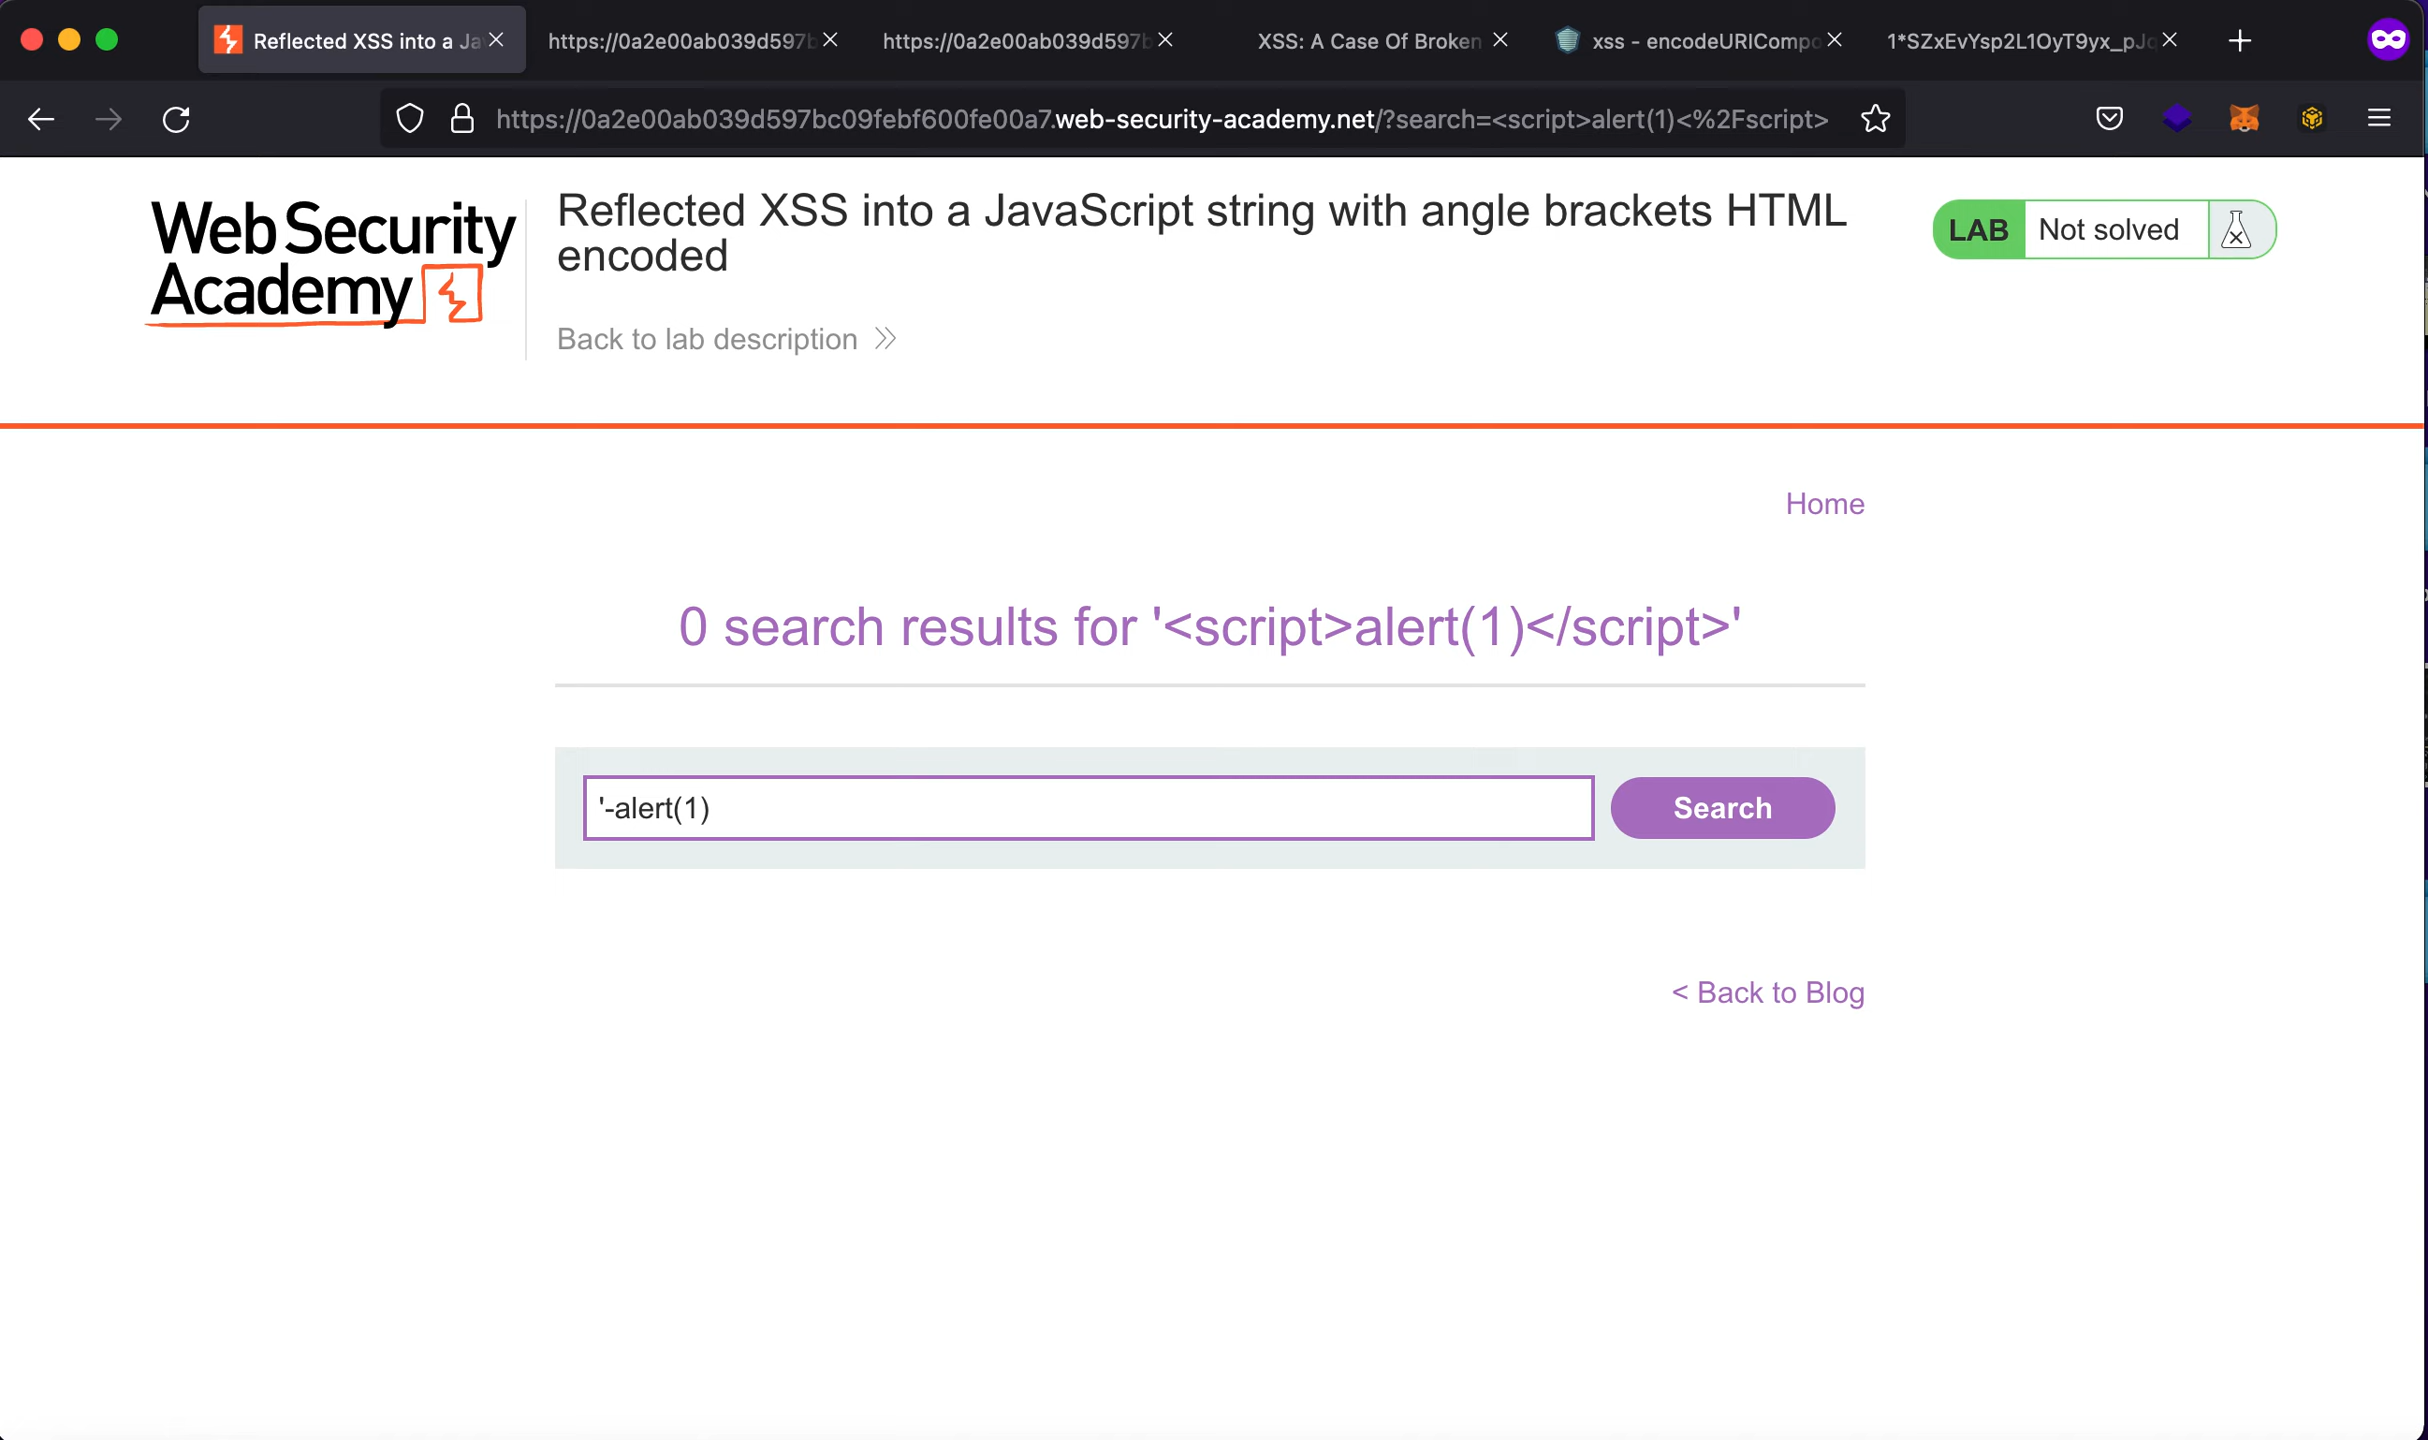 Reflected XSS into a Ja
https://0a2e00ab039d597b
https://0a2e00ab039d597b
XSS: A Case Of Broken
xss - encodeURICompo
1*SZxEvYsp2L1OyT9yx_pJq
https://0a2e00ab039d597bc09febf600fe00a7.web-security-academy.net/?search=<script>alert(1)<%2Fscript>
Web Security
Academy
Reflected XSS into a JavaScript string with angle brackets HTML
encoded
LAB Not solved
Back to lab description
Home
0 search results for '<script>alert(1)</script>'
'-alert(1)
Search
< Back to Blog